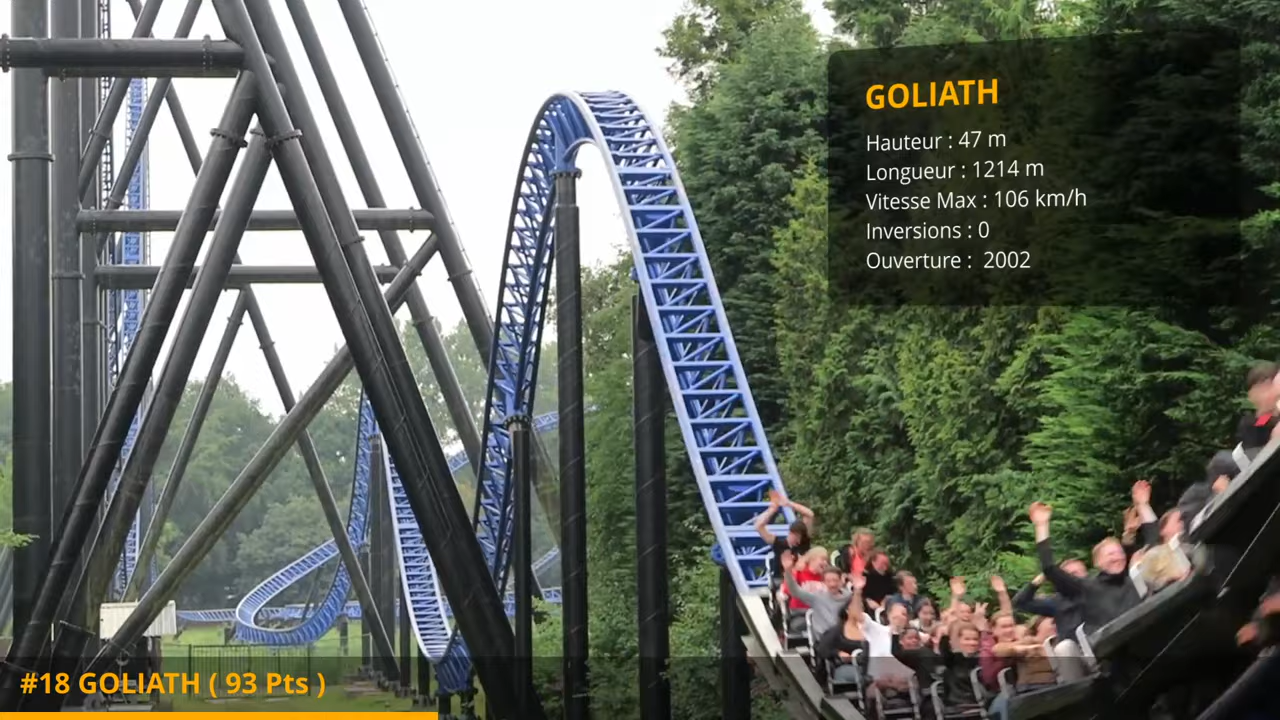 GOLIATH
Hauteur : 47 m
Longueur : 1214 m
Vitesse Max : 106 km/h
Inversions : 0
Ouverture :  2002
#18 GOLIATH ( 93 Pts )